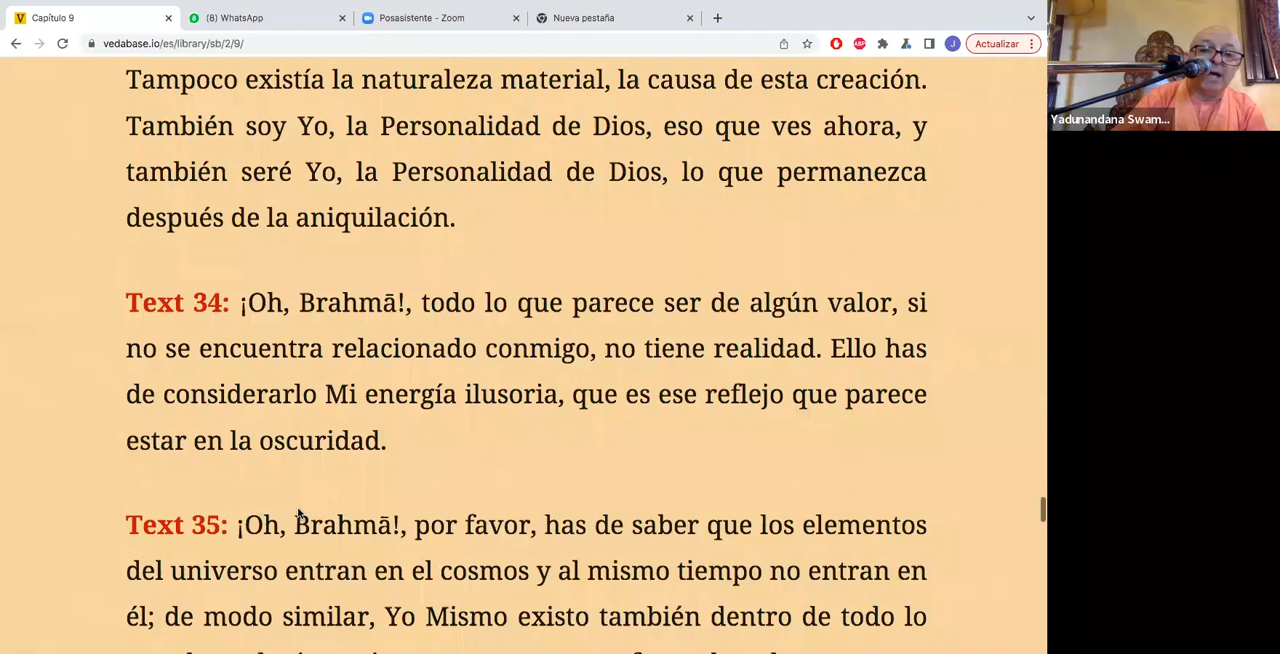 Capítulo 9
(8) WhatsApp
Posasistente - Zoom
Nueva pestaña
vedabase.io/es/library/sb/2/9/
ABP
J
Actualizar
Tampoco existía la naturaleza material, la causa de esta creación.
También soy Yo, la Personalidad de Dios, eso que ves ahora, y
también seré Yo, la Personalidad de Dios, lo que permanezca
después de la aniquilación.
Text 34: ¡Oh, Brahmā!, todo lo que parece ser de algún valor, si
no se encuentra relacionado conmigo, no tiene realidad. Ello has
de considerarlo Mi energía ilusoria, que es ese reflejo que parece
estar en la oscuridad.
Text 35: ¡Oh, Brahmā!, por favor, has de saber que los elementos
del universo entran en el cosmos y al mismo tiempo no entran en
él; de modo similar, Yo Mismo existo también dentro de todo lo
Yadunandana Swam...